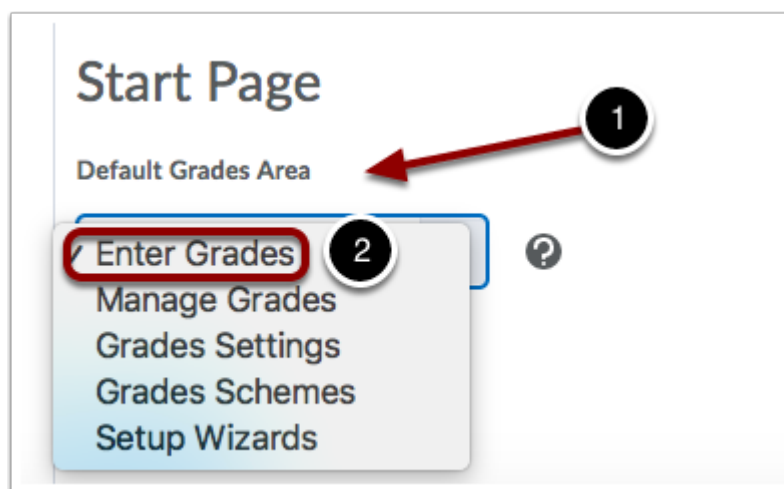 Start Page
1
Default Grades Area
✓ Enter Grades 2 ?
Manage Grades
Grades Settings
Grades Schemes
Setup Wizards